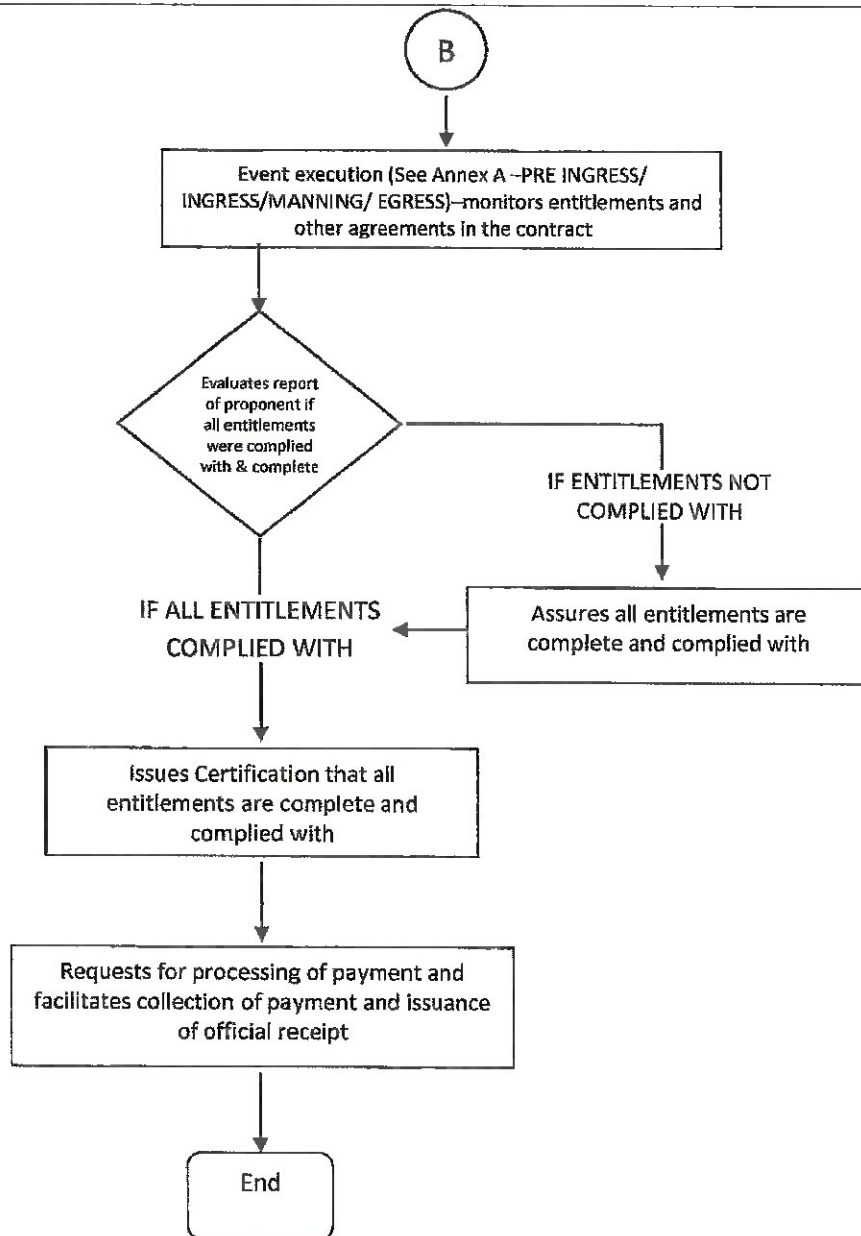 B
Event execution (See Annex A –PRE INGRESS/
INGRESS/MANNING/ EGRESS)–monitors entitlements and
other agreements in the contract
Evaluates report
of proponent if
all entitlements
were complied
with & complete
IF ENTITLEMENTS NOT
COMPLIED WITH
IF ALL ENTITLEMENTS
COMPLIED WITH
Assures all entitlements are
complete and complied with
Issues Certification that all
entitlements are complete and
complied with
Requests for processing of payment and
facilitates collection of payment and issuance
of official receipt
End